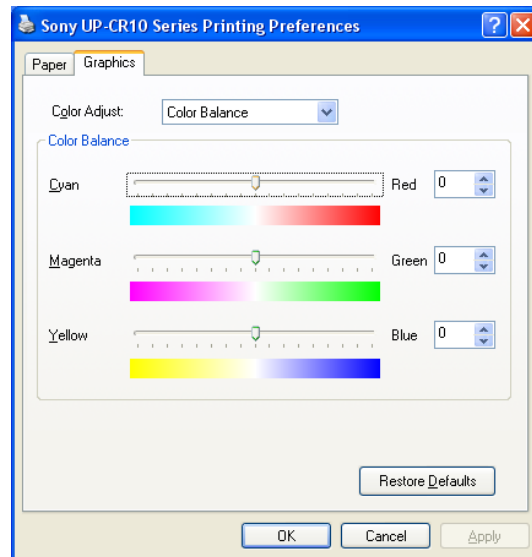 Sony UP-CR10 Series Printing Preferences
Paper Graphics
Color Adjust: Color Balance
Color Balance
Cyan Red 0
Magenta Green 0
Yellow Blue 0
Restore Defaults
OK Cancel Apply